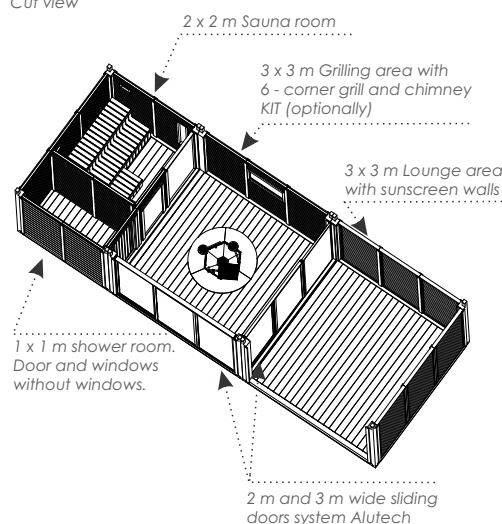 Cut view
2 x 2 m Sauna room
3 x 3 m Grilling area with
6 - corner grill and chimney
KIT (optionally)
3 x 3 m Lounge area
with sunscreen walls
1 x 1 m shower room.
Door and windows
without windows.
2 m and 3 m wide sliding
doors system Alutech